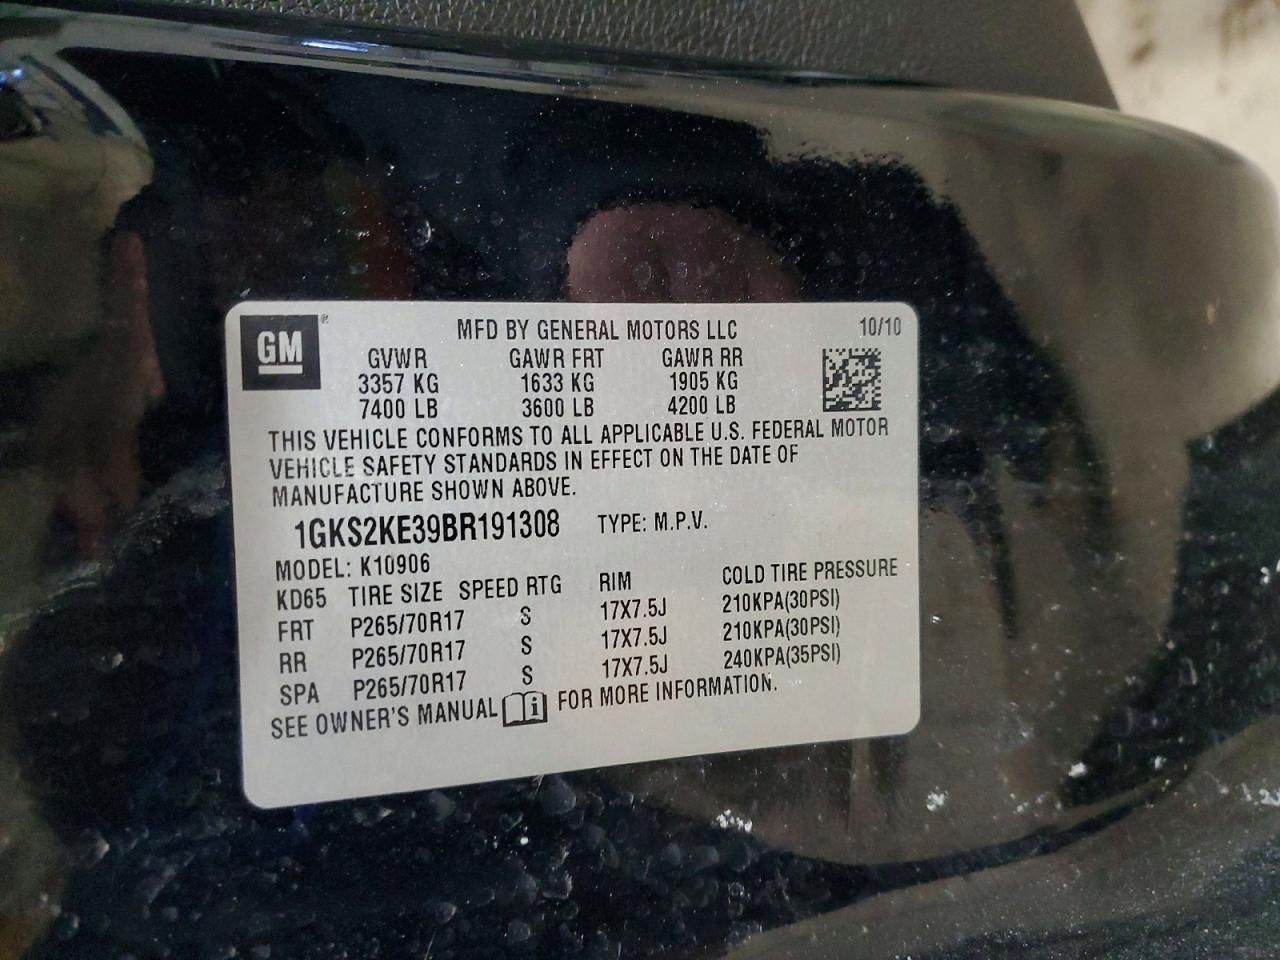 GM®
MFD BY GENERAL MOTORS LLC 10/10
GVWR GAWR FRT GAWR RR
3357 KG 1633 KG 1905 KG
7400 LB 3600 LB 4200 LB
THIS VEHICLE CONFORMS TO ALL APPLICABLE U.S. FEDERAL MOTOR
VEHICLE SAFETY STANDARDS IN EFFECT ON THE DATE OF
MANUFACTURE SHOWN ABOVE.
1GKS2KE39BR191308 TYPE: M.P.V.
MODEL: K10906
KD65 TIRE SIZE SPEED RTG RIM COLD TIRE PRESSURE
FRT P265/70R17 S 17X7.5J 210KPA(30PSI)
RR P265/70R17 S 17X7.5J 210KPA(30PSI)
SPA P265/70R17 S 17X7.5J 240KPA(35PSI)
SEE OWNER'S MANUAL i FOR MORE INFORMATION.